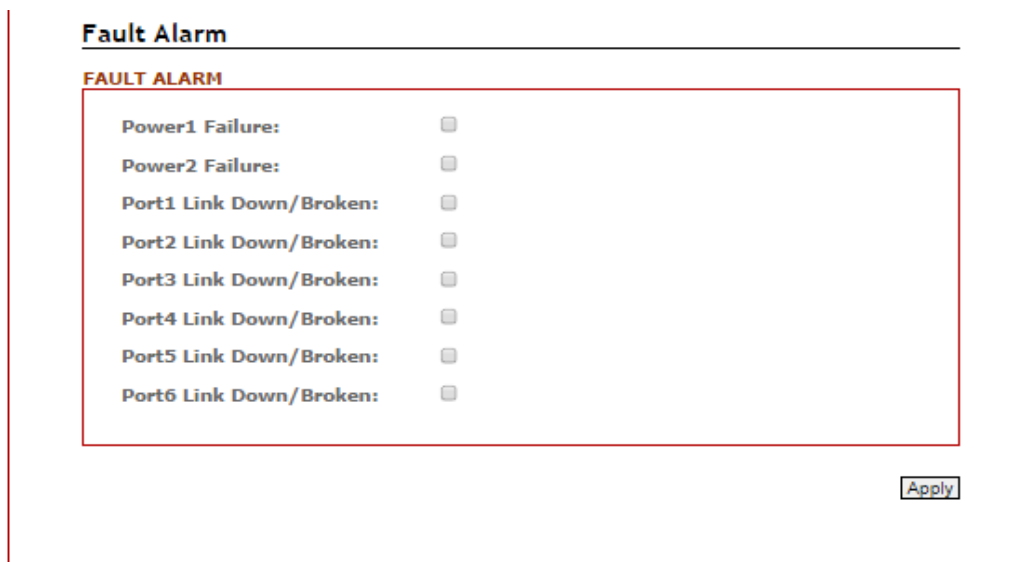 Fault Alarm
FAULT ALARM
Power1 Failure:
Power2 Failure:
Port1 Link Down/Broken:
Port2 Link Down/Broken:
Port3 Link Down/Broken:
Port4 Link Down/Broken:
Port5 Link Down/Broken:
Port6 Link Down/Broken:
Apply